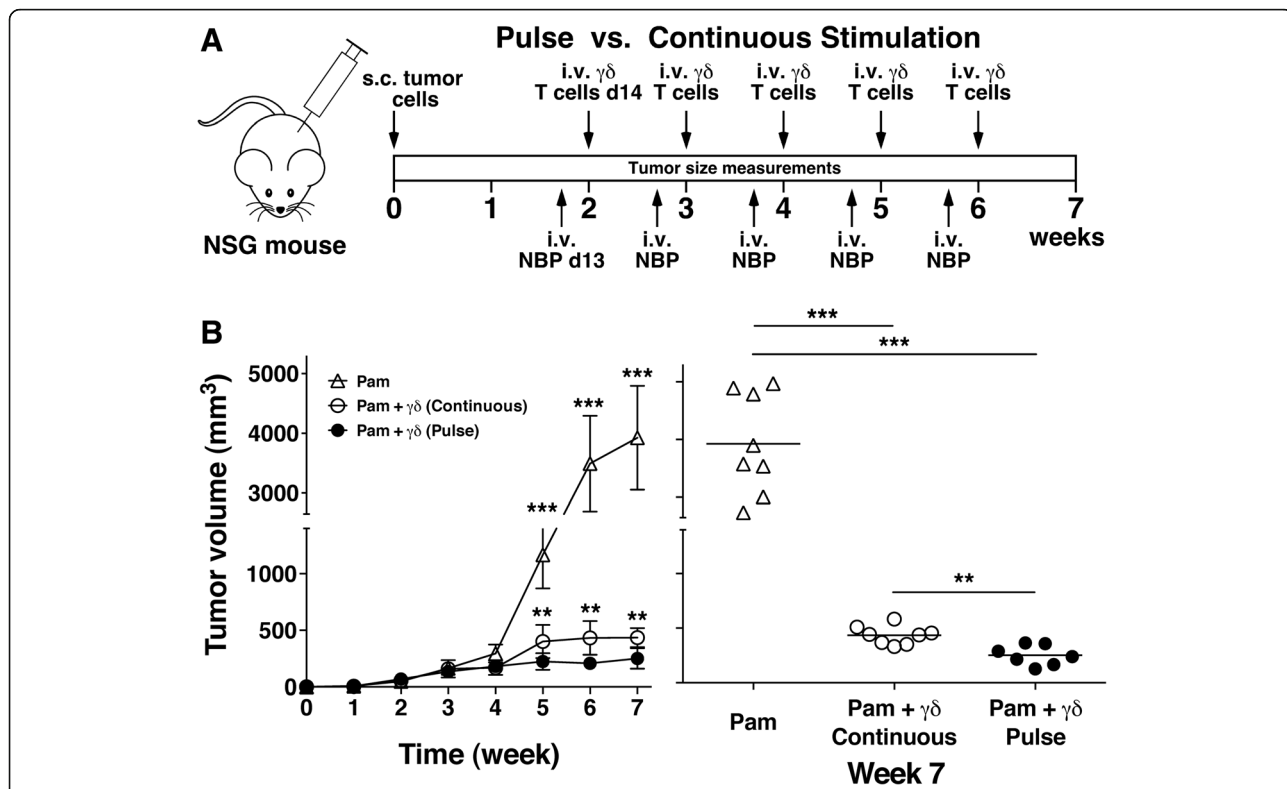 A
Pulse vs. Continuous Stimulation
s.c. tumor
cells
i.v. γδ
T cells d14
i.v. γδ
T cells
i.v. γδ
T cells
i.v. γδ
T cells
i.v. γδ
T cells
Tumor size measurements
0 1 2 3 4 5 6 7
weeks
NSG mouse
i.v.
NBP d13
i.v.
NBP
i.v.
NBP
i.v.
NBP
i.v.
NBP
B
Tumor volume (mm³)
5000
4000
3000
1000
500
0
Pam
Pam + γδ (Continuous)
Pam + γδ (Pulse)
***
***
***
**
**
**
0 1 2 3 4 5 6 7
Time (week)
***
***
**
Pam
Pam + γδ
Continuous
Pam + γδ
Pulse
Week 7